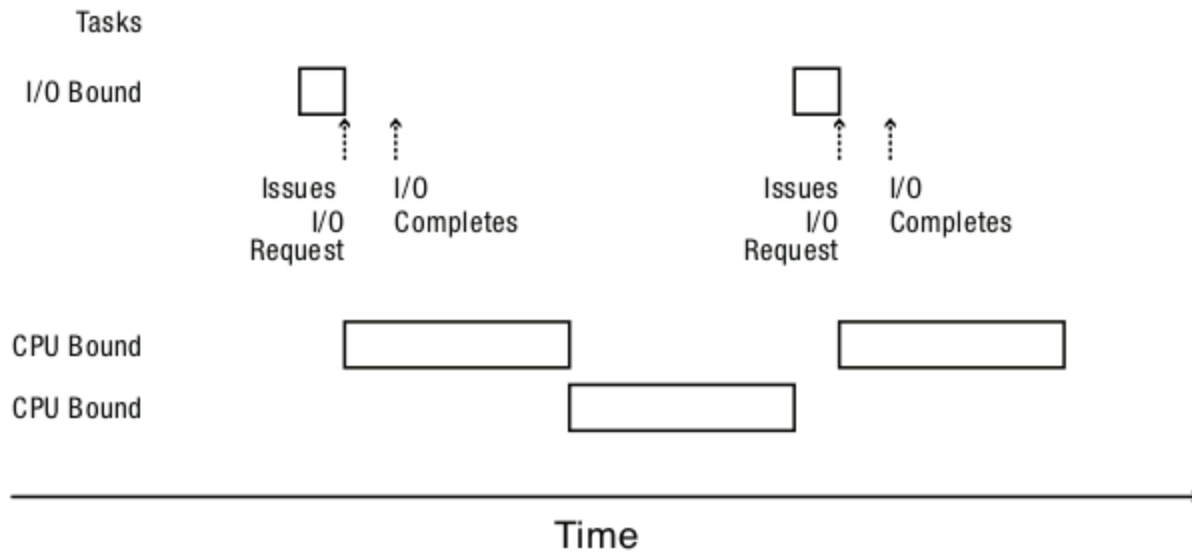 Tasks
I/O Bound
Issues
I/O
Request
I/O
Completes
Issues
I/O
Request
I/O
Completes
CPU Bound
CPU Bound
Time